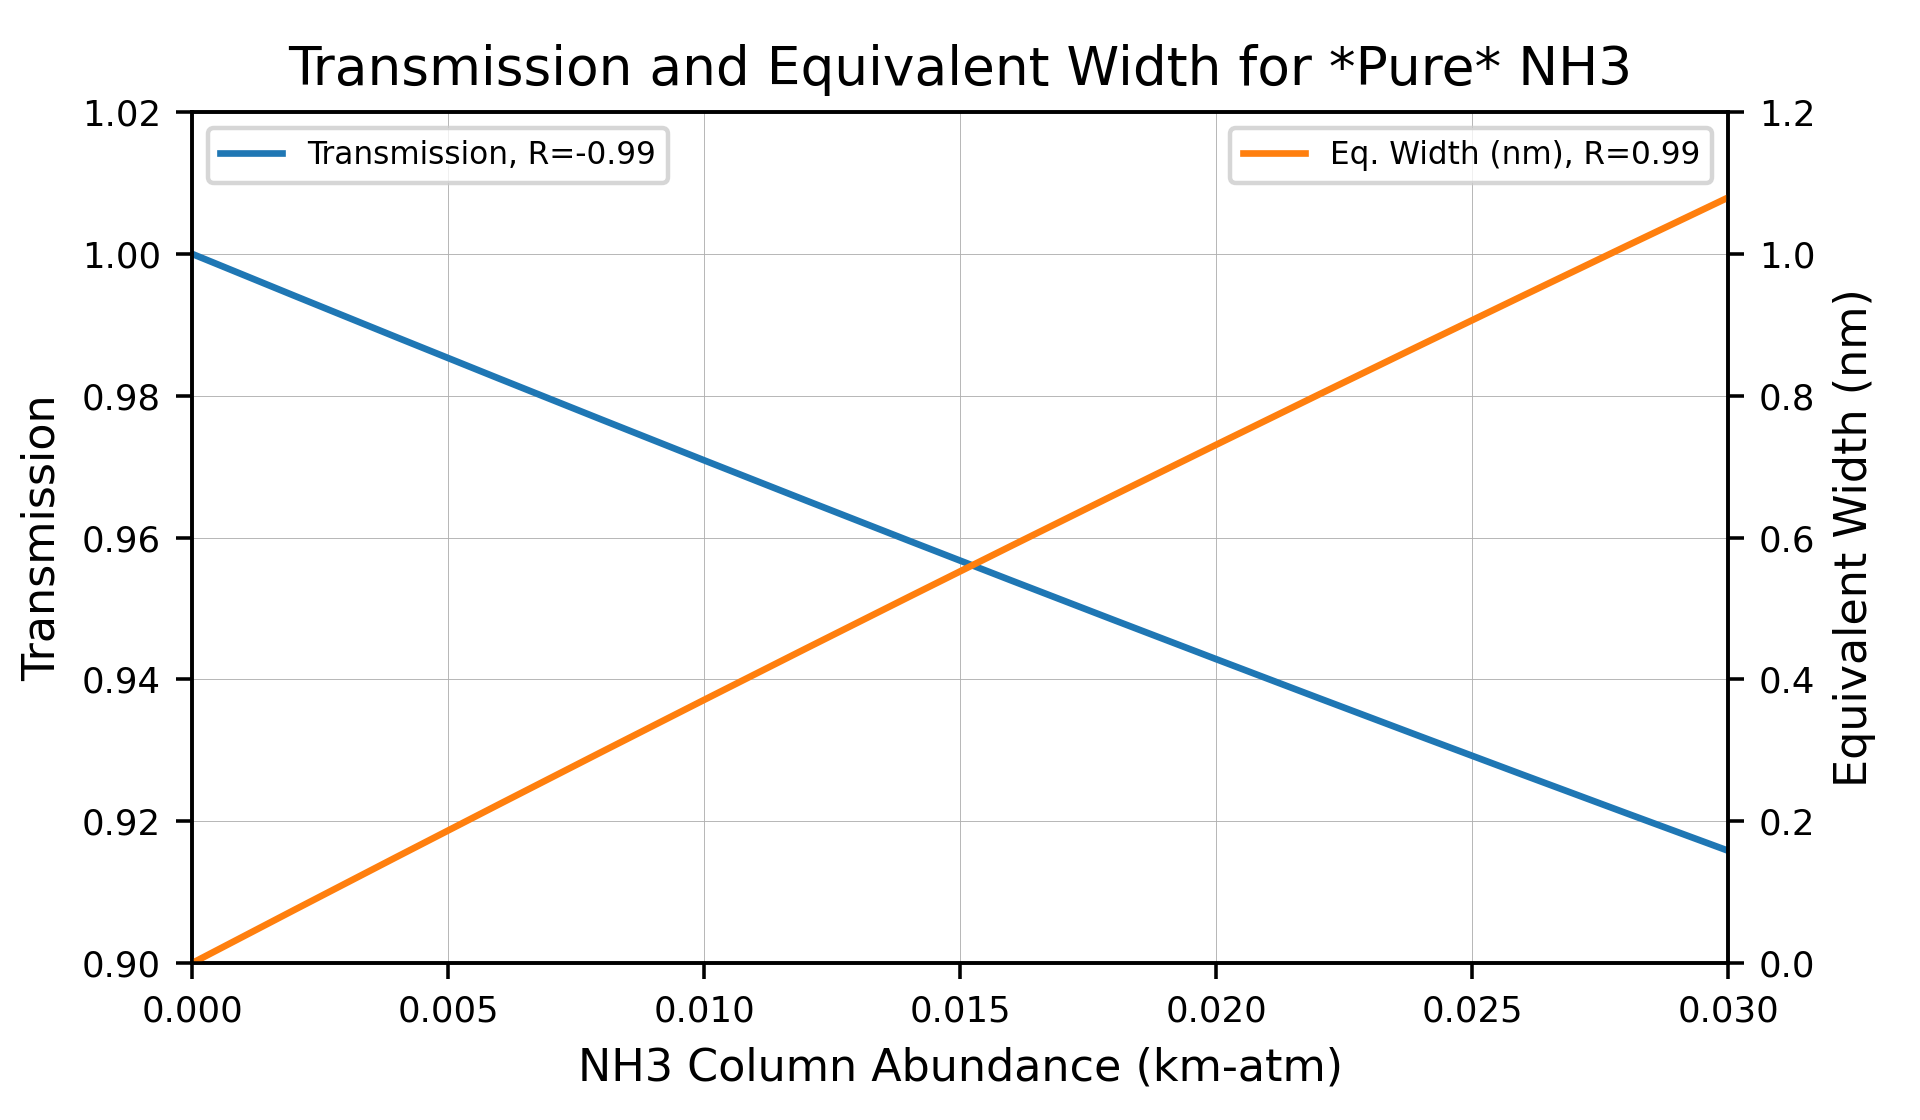 Transmission and Equivalent Width for *Pure* NH3
Transmission, R=-0.99
Eq. Width (nm), R=0.99
Transmission
1.02
1.00
0.98
0.96
0.94
0.92
0.90
1.2
1.0
0.8
0.6
0.4
0.2
0.0
Equivalent Width (nm)
0.000 0.005 0.010 0.015 0.020 0.025 0.030
NH3 Column Abundance (km-atm)